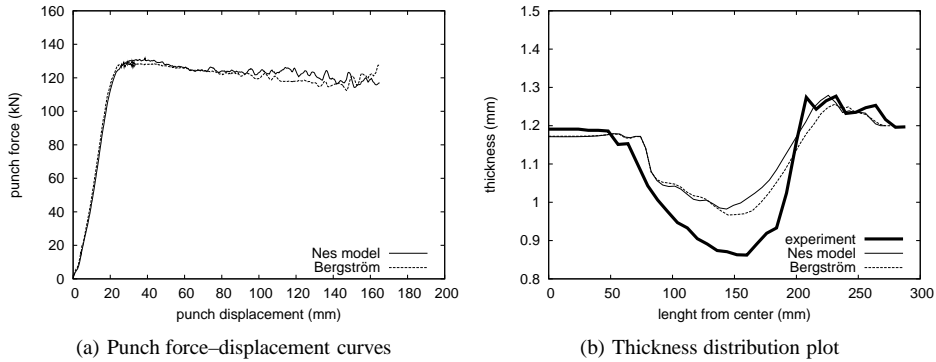 160
140
120
100
80
60
40
20
0
punch force (kN)
0 20 40 60 80 100 120 140 160 180 200
punch displacement (mm)
Nes model
Bergström
(a) Punch force–displacement curves
1.5
1.4
1.3
1.2
1.1
1
0.9
0.8
thickness (mm)
0 50 100 150 200 250 300
lenght from center (mm)
experiment
Nes model
Bergström
(b) Thickness distribution plot